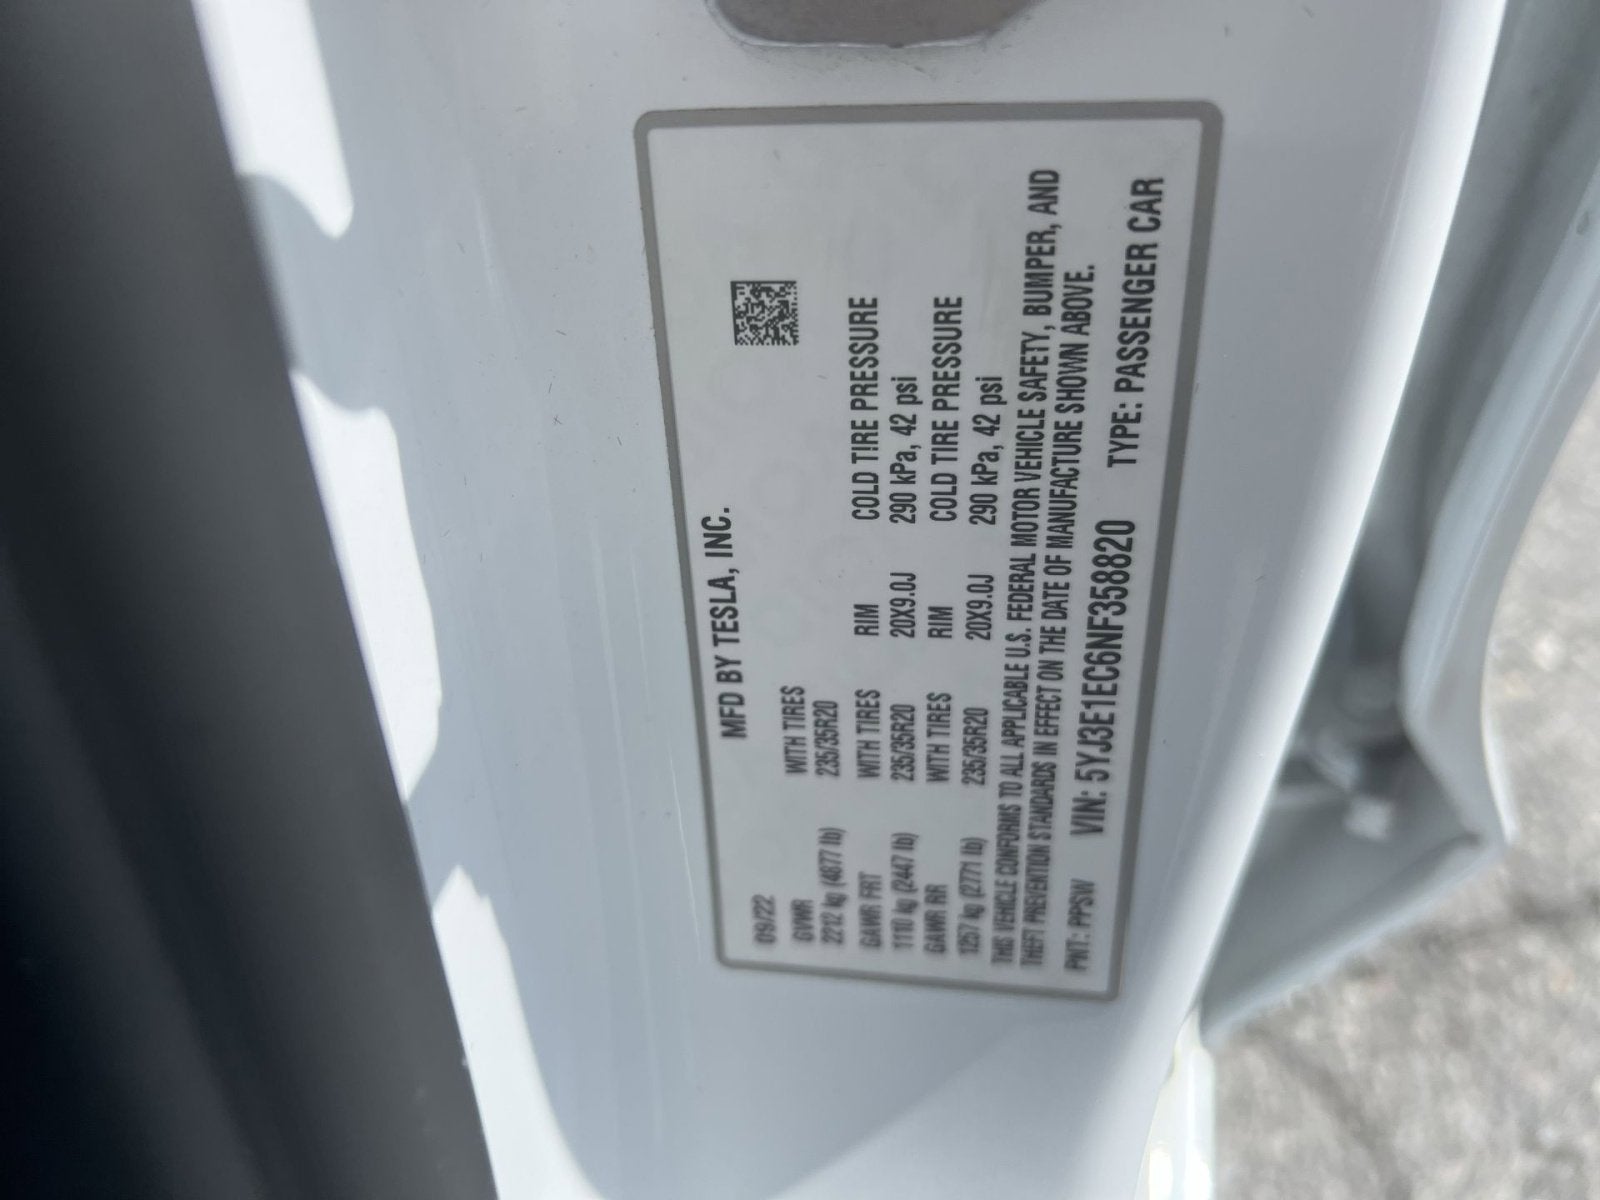 MFD BY TESLA, INC.
09/22
GVWR WITH TIRES
2212 kg (4877 lb) 235/35R20
GAWR FRT WITH TIRES RIM COLD TIRE PRESSURE
1110 kg (2447 lb) 235/35R20 20X9.0J 290 kPa, 42 psi
GAWR RR WITH TIRES RIM COLD TIRE PRESSURE
1257 kg (2771 lb) 235/35R20 20X9.0J 290 kPa, 42 psi
THIS VEHICLE CONFORMS TO ALL APPLICABLE U.S. FEDERAL MOTOR VEHICLE SAFETY, BUMPER, AND
THEFT PREVENTION STANDARDS IN EFFECT ON THE DATE OF MANUFACTURE SHOWN ABOVE.
PNT: PPSW VIN: 5YJ3E1EC6NF358820 TYPE: PASSENGER CAR